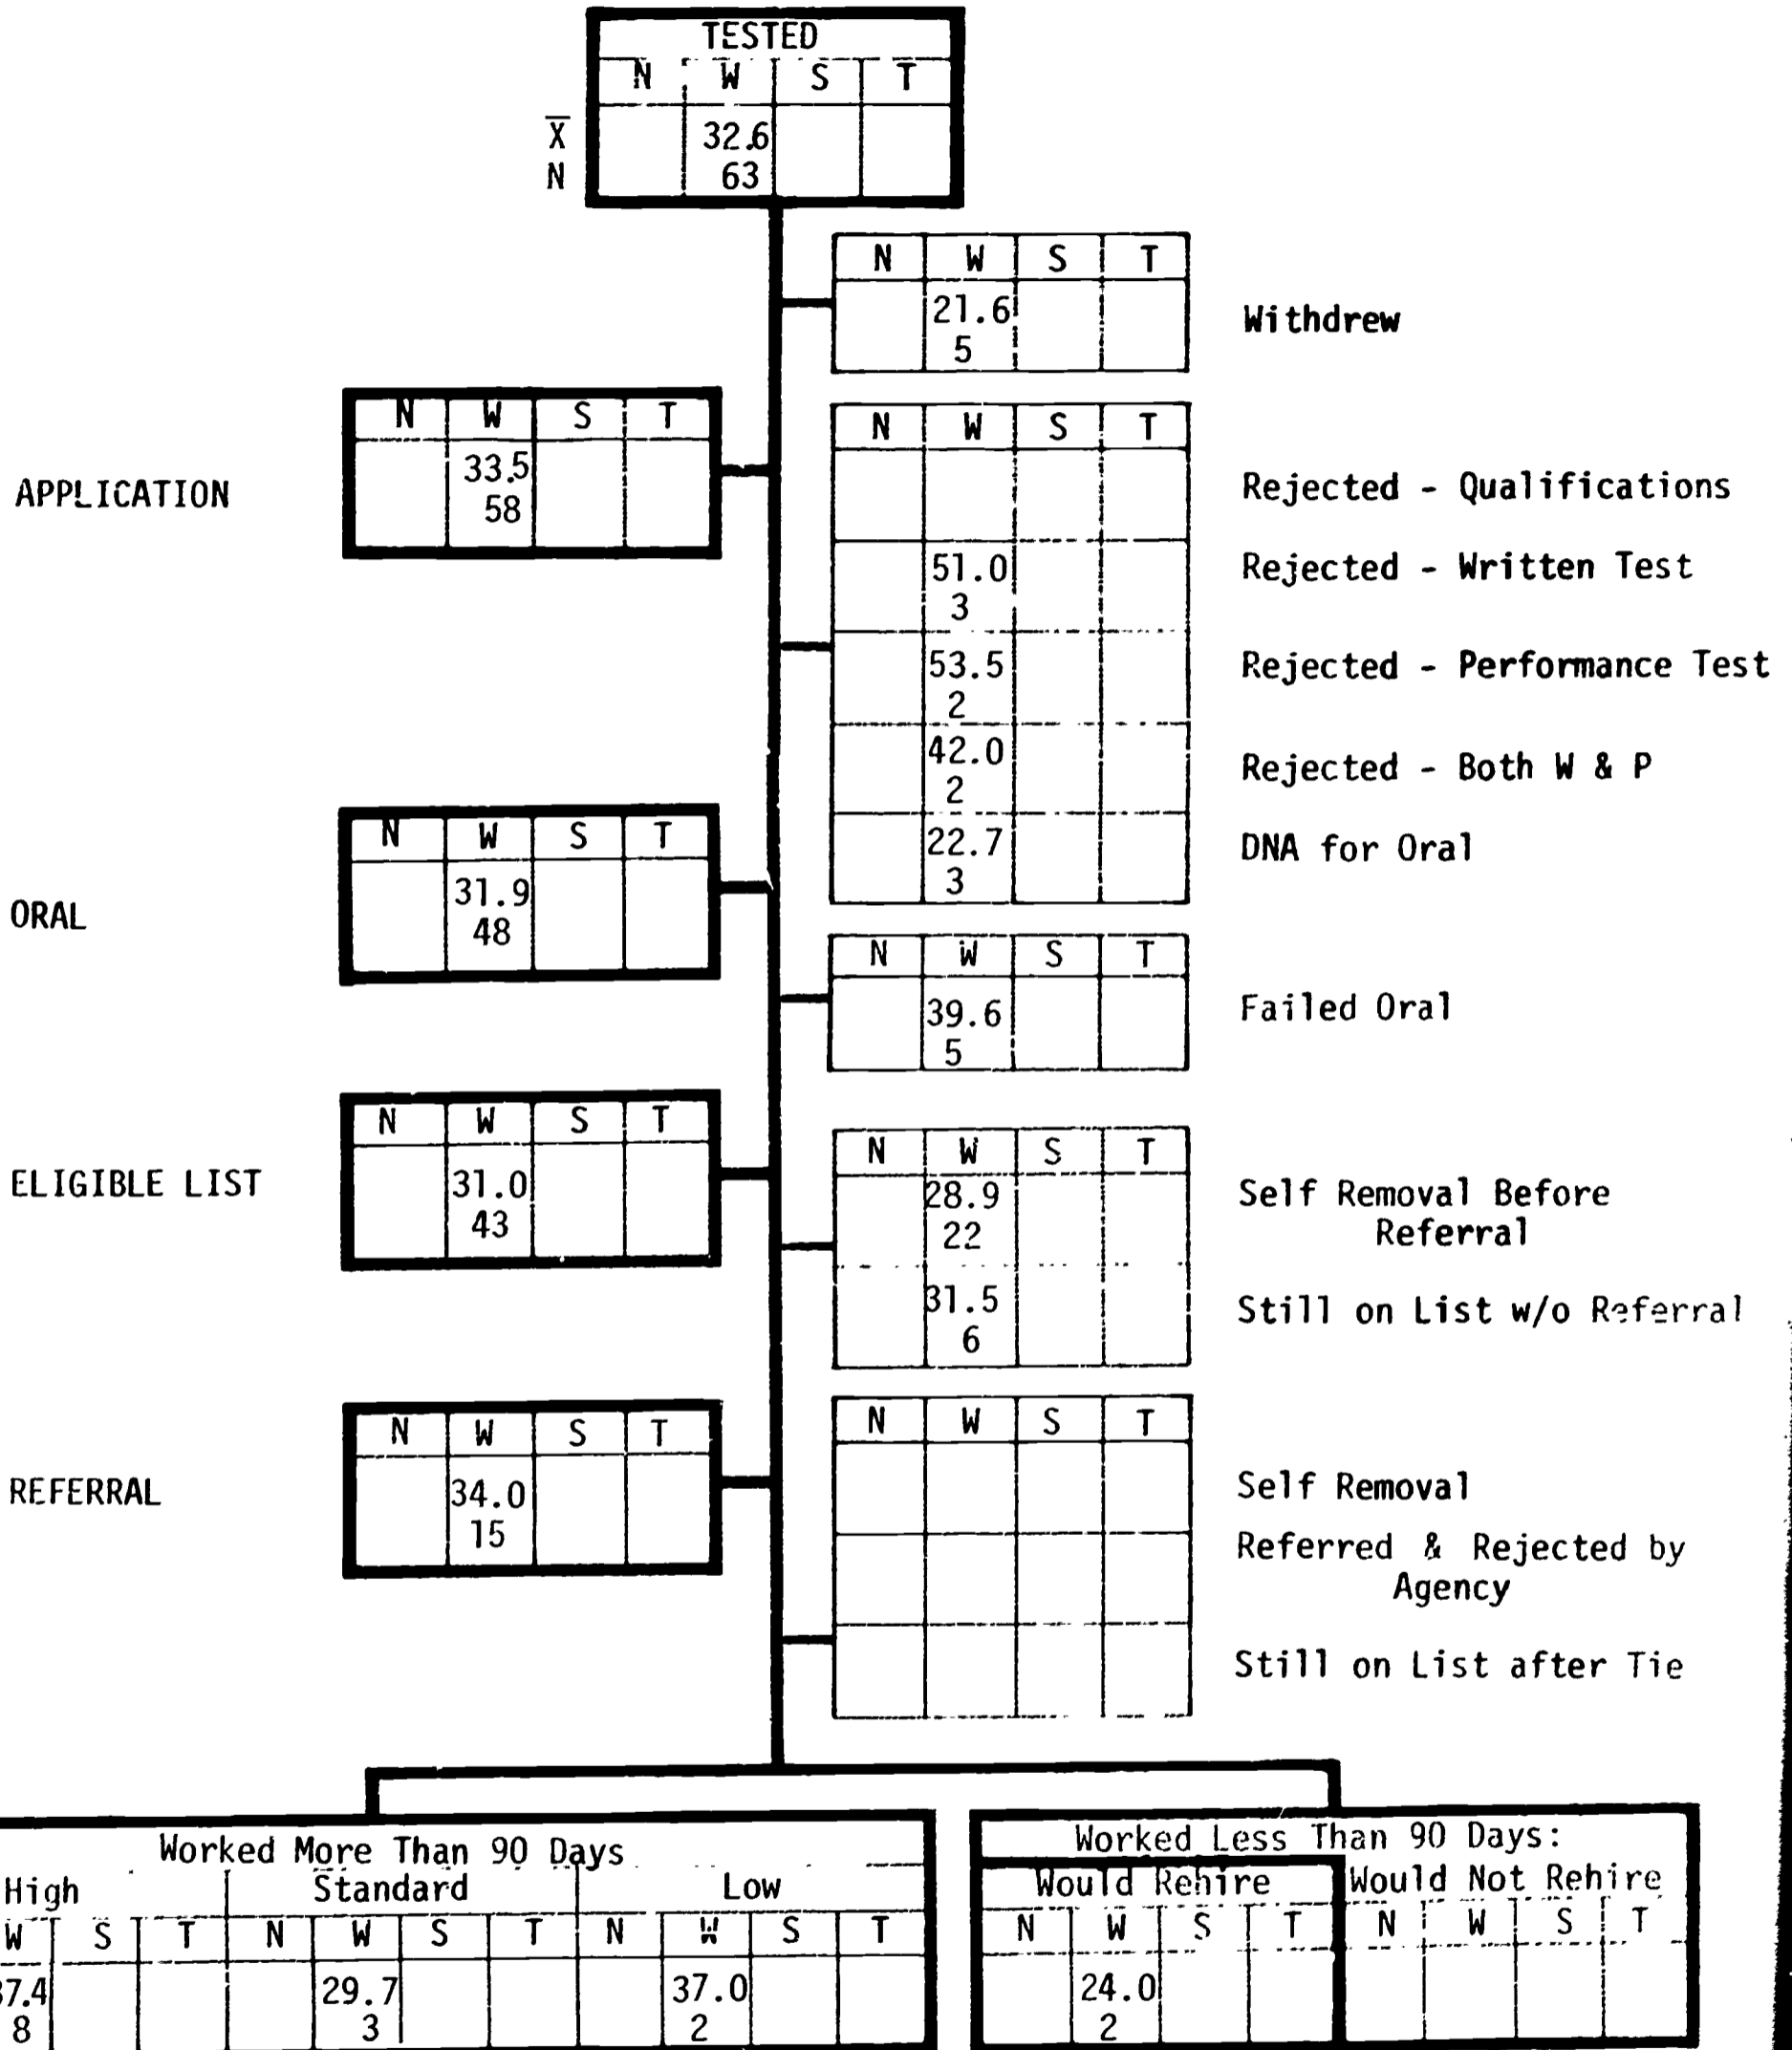 TESTED
N W S T
X̄ 32.6
N 63
N W S T
21.6
5
Withdrew
APPLICATION
N W S T
33.5
58
N W S T
Rejected - Qualifications
51.0
3
Rejected - Written Test
53.5
2
Rejected - Performance Test
42.0
2
Rejected - Both W & P
22.7
3
DNA for Oral
ORAL
N W S T
31.9
48
N W S T
39.6
5
Failed Oral
ELIGIBLE LIST
N W S T
31.0
43
N W S T
28.9
22
Self Removal Before
Referral
31.5
6
Still on List w/o Referral
REFERRAL
N W S T
34.0
15
N W S T
Self Removal
Referred & Rejected by
Agency
Still on List after Tie
Worked More Than 90 Days
High Standard Low
W S T N W S T N W S T
37.4 29.7 37.0
8 3 2
Worked Less Than 90 Days:
Would Rehire Would Not Rehire
N W S T N W S T
24.0
2